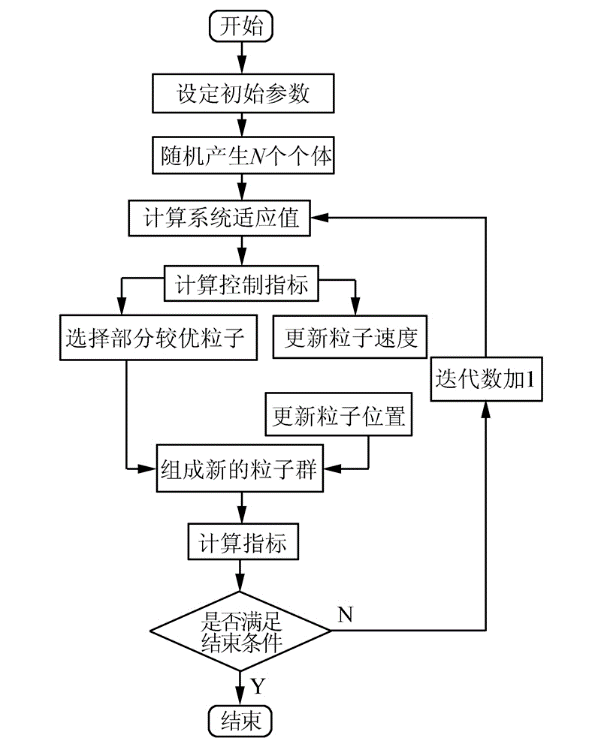 开始
设定初始参数
随机产生N个个体
计算系统适应值
计算控制指标
选择部分较优粒子
更新粒子速度
迭代数加1
更新粒子位置
组成新的粒子群
计算指标
是否满足
结束条件
N
Y
结束